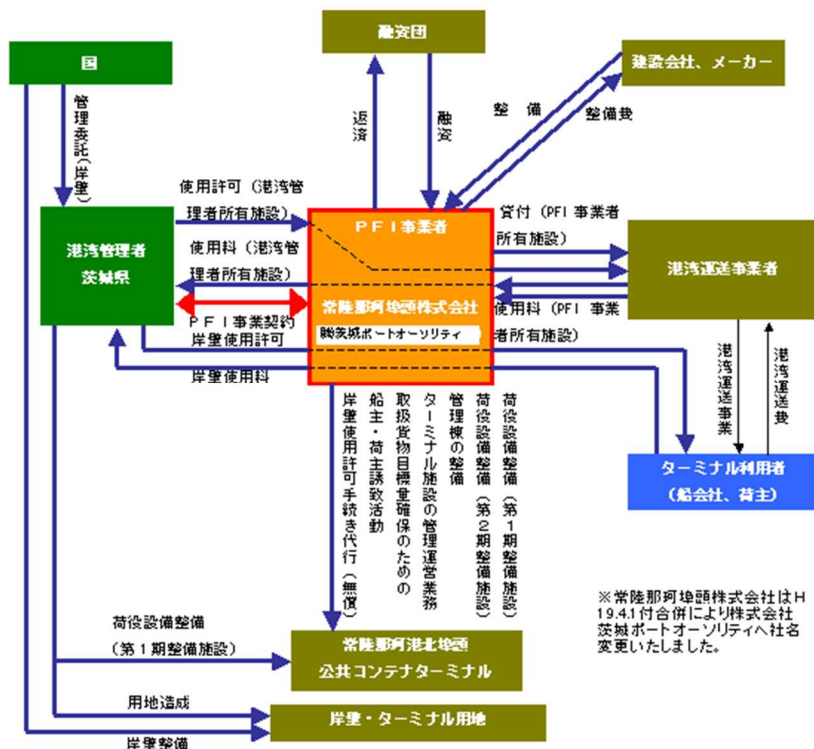 融資団
国
建設会社、メーカー
管理委託(岸壁)
返済
融資
整　備
整備費
使用許可（港湾管
理者所有施設）
ＰＦＩ事業者
貸付（PFI 事業者
所有施設）
港湾管理者
茨城県
使用料（港湾管
理者所有施設）
港湾運送事業者
常陸那珂埠頭株式会社
使用料（PFI 事業
者所有施設）
ＰＦＩ事業契約
㈱茨城ポートオーソリティ
岸壁使用許可
岸壁使用料
港湾運送事業
港湾運送費
荷役設備整備（第１期整備施設）
荷役設備整備（第２期整備施設）
管理棟の整備
ターミナル施設の管理運営業務
取扱貨物目標量確保のための
船主・荷主誘致活動
岸壁使用許可手続き代行（無償）
ターミナル利用者
（船会社、荷主）
※常陸那珂埠頭株式会社はH
19.4.1付合併により株式会社
茨城ポートオーソリティへ社名
変更いたしました。
荷役設備整備
（第１期整備施設）
常陸那珂港北埠頭
公共コンテナターミナル
用地造成
岸壁・ターミナル用地
岸壁整備